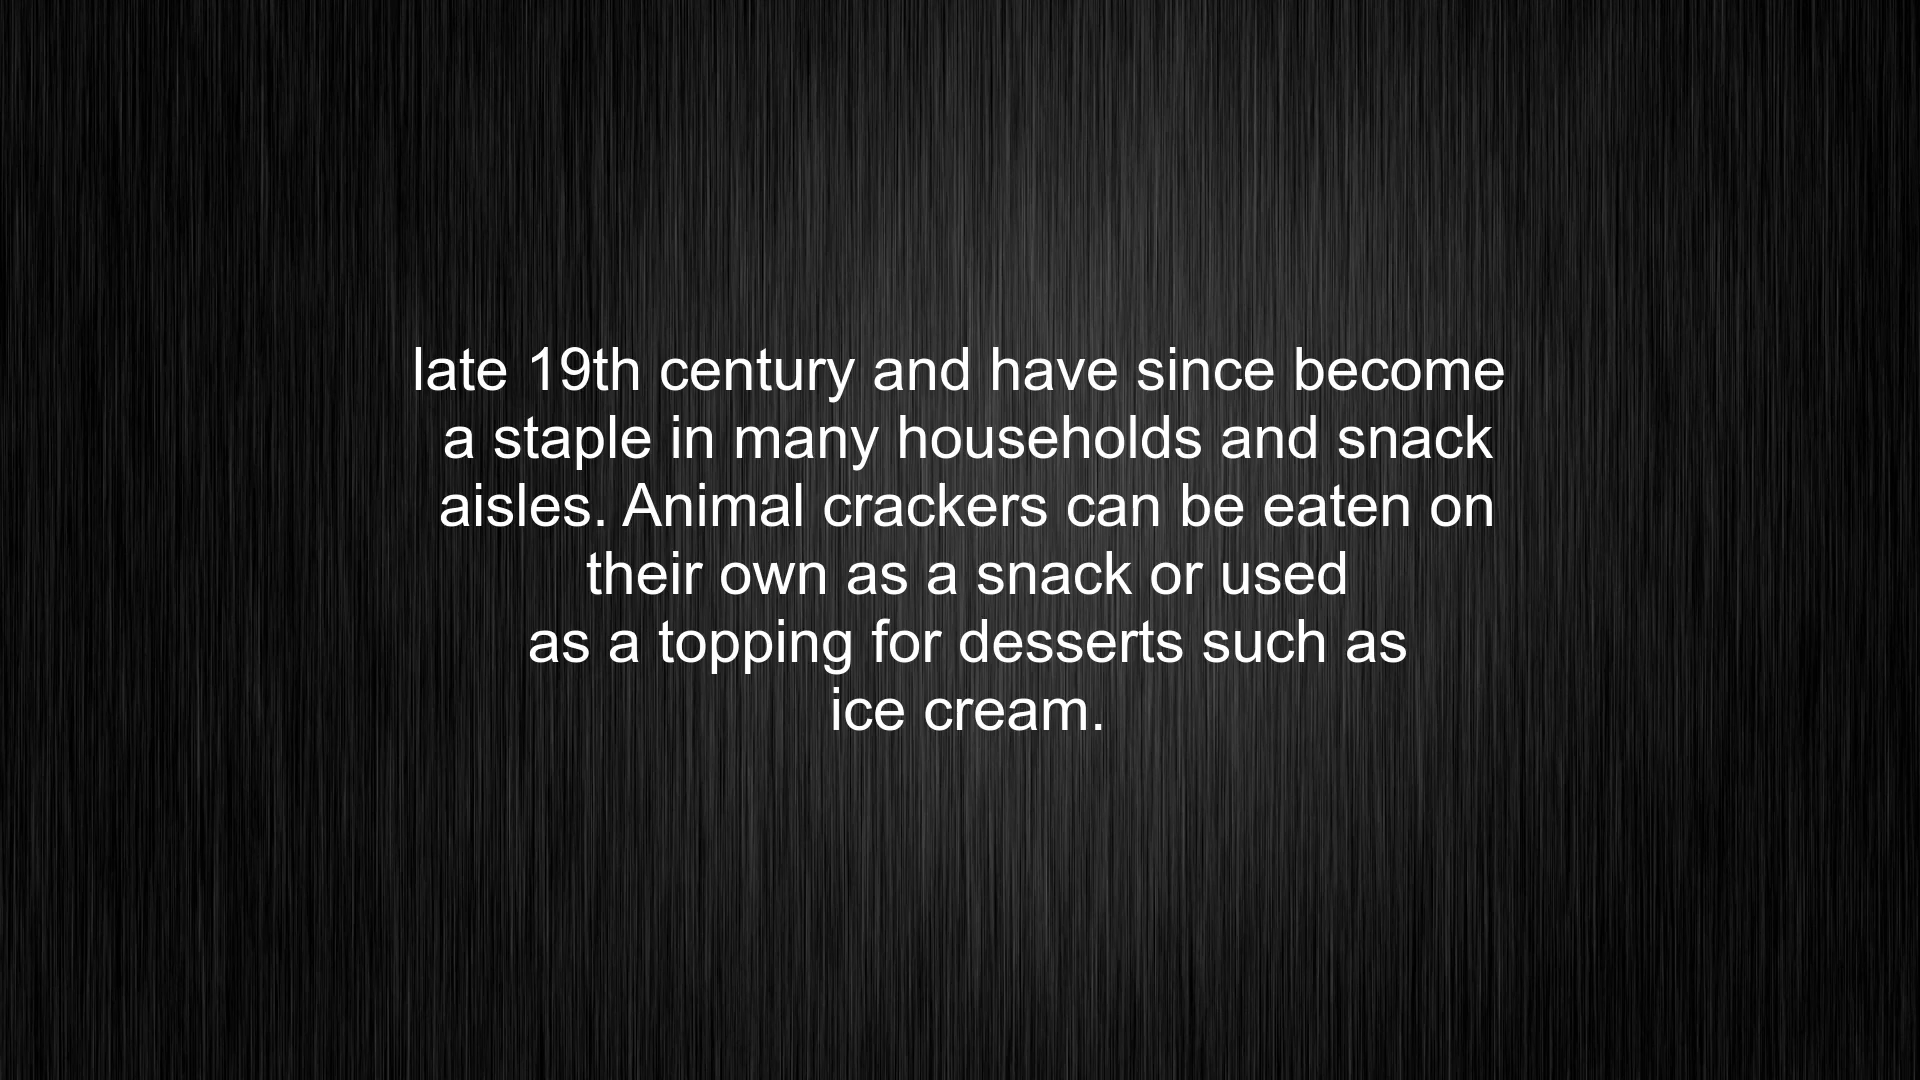 late 19th century and have since become
a staple in many households and snack
aisles. Animal crackers can be eaten on
their own as a snack or used
as a topping for desserts such as
ice cream.